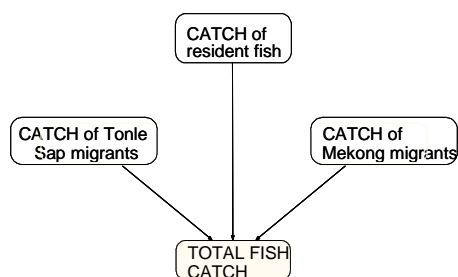 CATCH of
resident fish
CATCH of Tonle
Sap migrants
CATCH of
Mekong migrants
TOTAL FISH
CATCH